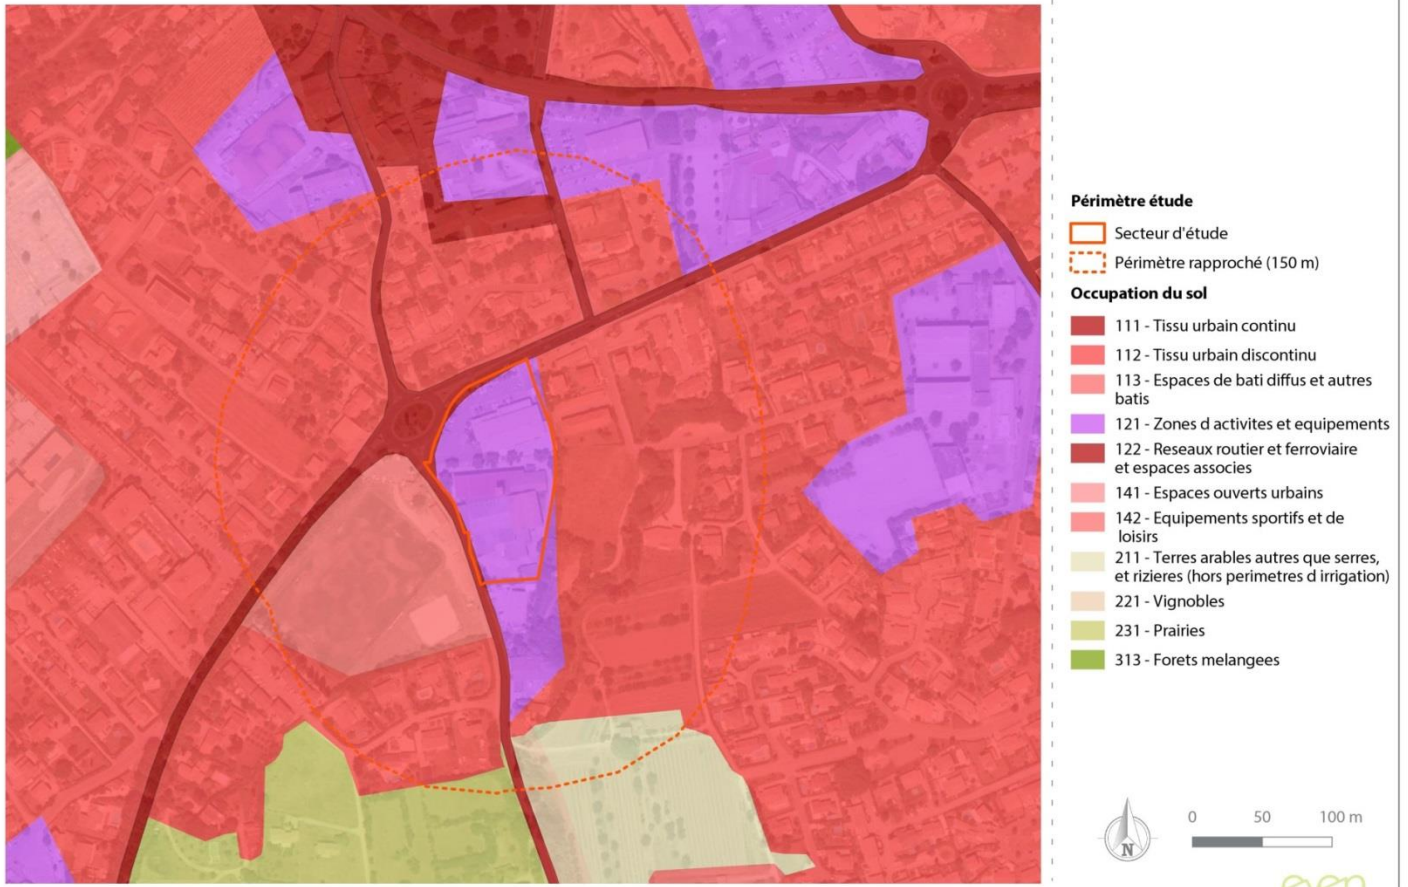 Périmètre étude
Secteur d'étude
Périmètre rapproché (150 m)
Occupation du sol
111 - Tissu urbain continu
112 - Tissu urbain discontinu
113 - Espaces de bati diffus et autres
batis
121 - Zones d activites et equipements
122 - Reseaux routier et ferroviaire
et espaces associes
141 - Espaces ouverts urbains
142 - Equipements sportifs et de
loisirs
211 - Terres arables autres que serres,
et rizieres (hors perimetres d irrigation)
221 - Vignobles
231 - Prairies
313 - Forets melangees
0 50 100 m
N